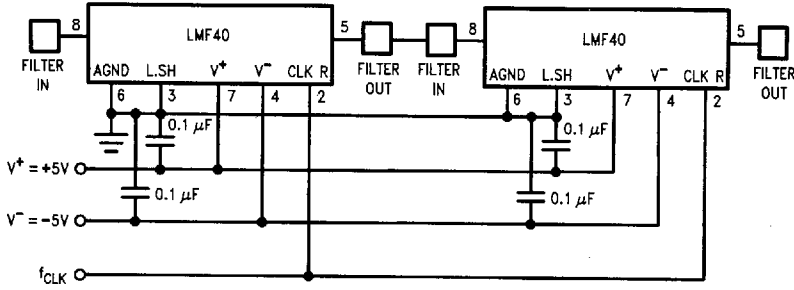 LMF40
8
5
FILTER IN
AGND L.SH V+ V− CLK R
6 3 7 4 2
0.1 μF
0.1 μF
FILTER OUT
FILTER IN
LMF40
8
5
AGND L.SH V+ V− CLK R
6 3 7 4 2
0.1 μF
0.1 μF
FILTER OUT
V+ = +5V
V− = −5V
fCLK